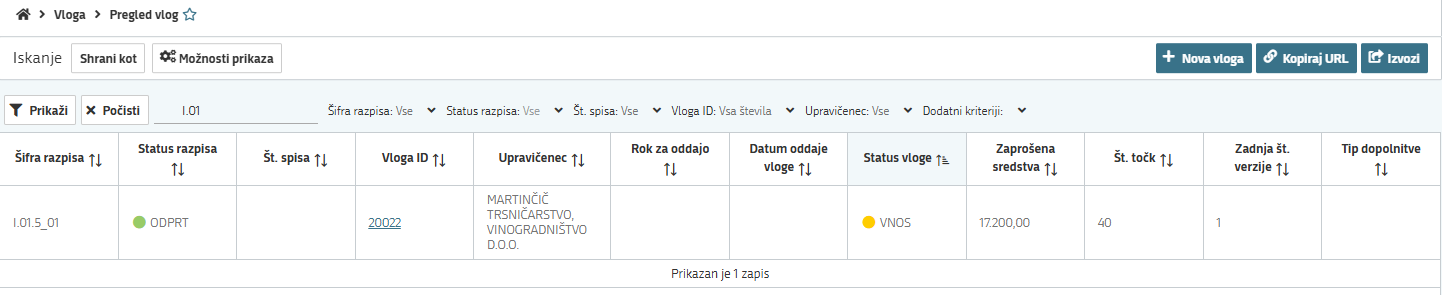 Vloga Pregled vlog
Iskanje Shrani kot Možnosti prikaza Nova vloga Kopiraj URL Izvozi
Prikaži Počisti I.01 Šifra razpisa: Vse Status razpisa: Vse Št. spisa: Vse Vloga ID: Vsa števila Upravičenec: Vse Dodatni kriteriji:
Šifra razpisa
Status razpisa
Št. spisa
Vloga ID
Upravičenec
Rok za oddajo
Datum oddaje
vloge
Status vloge
Zaprošena
sredstva
Št. točk
Zadnja št.
verzije
Tip dopolnitve
I.01.5_01
ODPRT
20022
MARTINČIČ
TRSNIČARSTVO,
VINOGRADNIŠTVO
D.O.O.
VNOS
17.200,00
40
1
Prikazan je 1 zapis